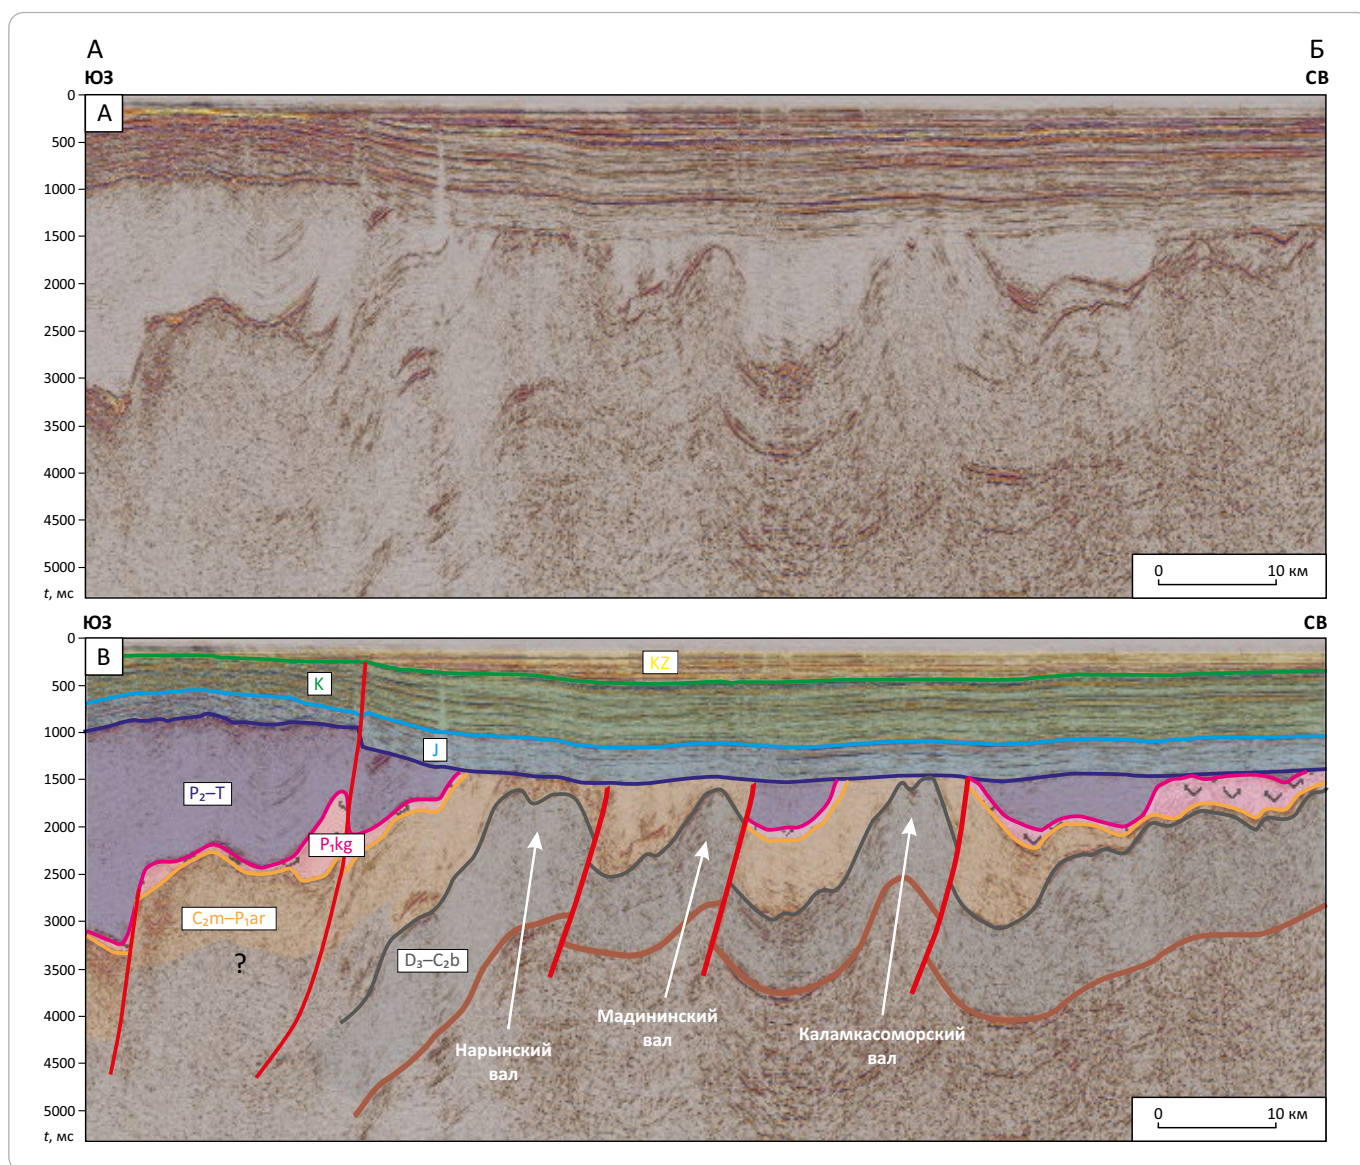 А Б
ЮЗ СВ
0
А
500
1000
1500
2000
2500
3000
3500
4000
4500
5000
t, мс
0 10 км
ЮЗ СВ
0
В
KZ
500
K
1000
J
1500
P₂–T
2000
P₁kg
2500
C₂m–P₁ar
3000
?
D₃–C₂b
3500
4000
Мадининский
вал
Каламкасоморский
вал
Нарынский
вал
4500
5000
t, мс
0 10 км